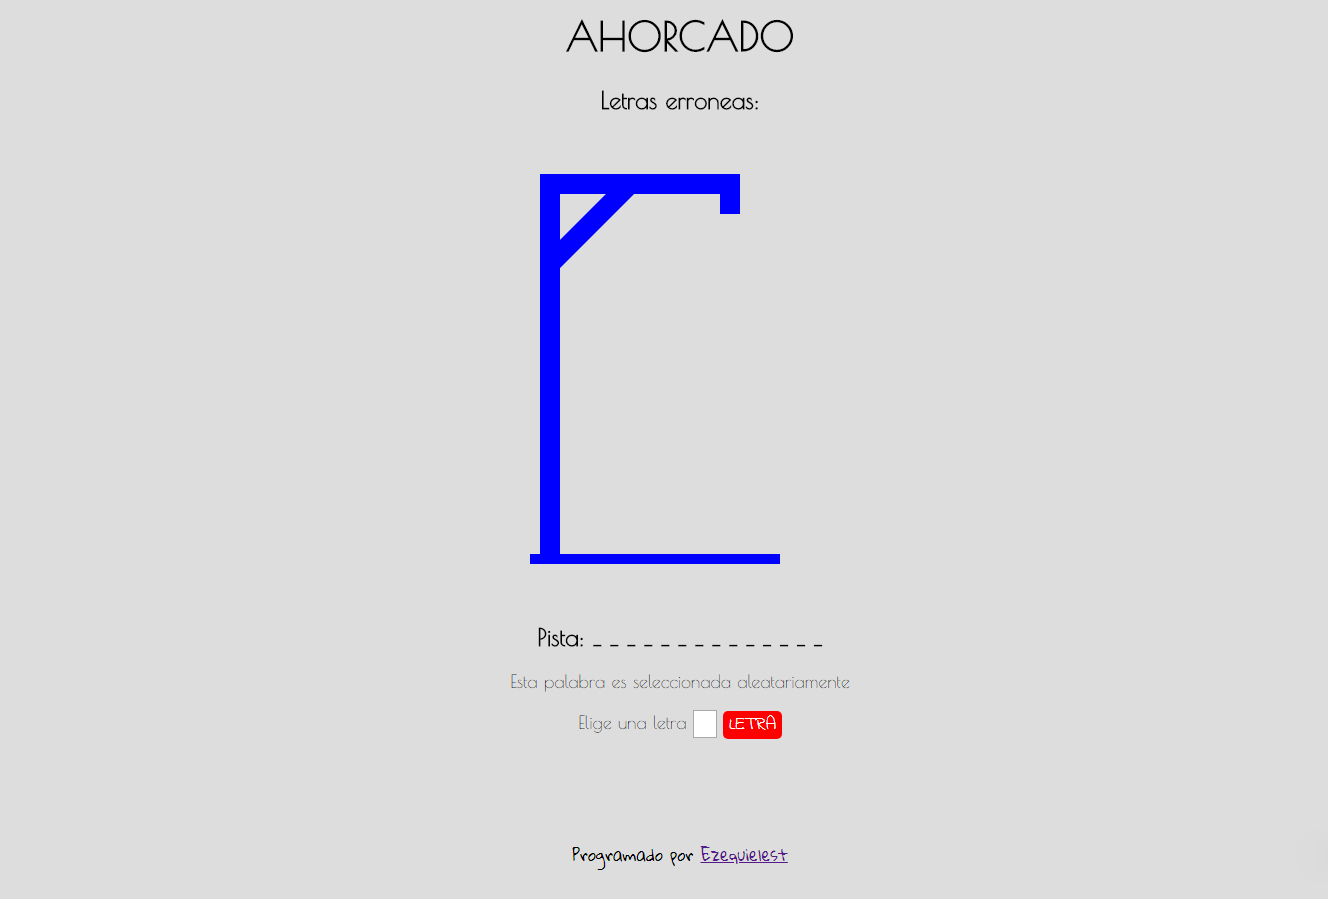 AHORCADO
Letras erroneas:
Pista: _ _ _ _ _ _ _ _ _ _ _ _ _ _
Esta palabra es seleccionada aleatariamente
Elige una letra LETRA
Programado por Ezequielest